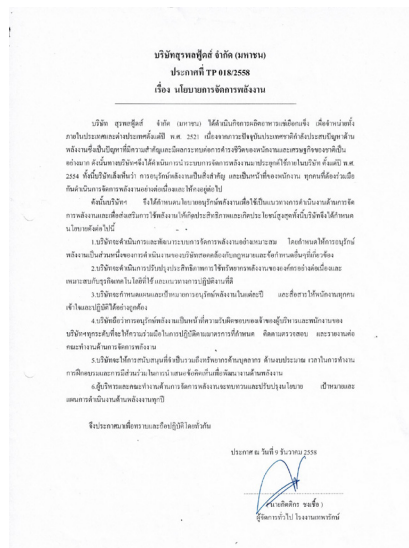 บริษัทสุรพลฟู้ดส์ จำกัด (มหาชน)
ประกาศที่ TP 018/2558
เรื่อง นโยบายการจัดการพลังงาน
บริษัท สุรพลฟู้ดส์ จำกัด (มหาชน) ได้ดำเนินกิจการผลิตอาหารแช่เยือกแข็ง เพื่อจำหน่ายทั้ง
ภายในประเทศและต่างประเทศตั้งแต่ปี พ.ศ. 2521 เนื่องจากภาวะปัจจุบันประเทศชาติกำลังประสบปัญหาด้าน
พลังงานซึ่งเป็นปัญหาที่มีความสำคัญและมีผลกระทบต่อการดำรงชีวิตของพนักงานและเศรษฐกิจของชาติเป็น
อย่างมาก ดังนั้นทางบริษัทฯจึงได้ดำเนินการนำระบบการจัดการพลังงานมาประยุกต์ใช้ภายในบริษัท ตั้งแต่ปี พ.ศ.
2554 ทั้งนี้บริษัทเล็งเห็นว่า การอนุรักษ์พลังงานเป็นสิ่งสำคัญ และเป็นหน้าที่ของพนักงาน ทุกคนที่ต้องร่วมมือ
กันดำเนินการจัดการพลังงานอย่างต่อเนื่องและให้คงอยู่ต่อไป
ดังนั้นบริษัทฯ จึงได้กำหนดนโยบายอนุรักษ์พลังงานเพื่อใช้เป็นแนวทางการดำเนินงานด้านการจัด
การพลังงานและเพื่อส่งเสริมการใช้พลังงานให้เกิดประสิทธิภาพและเกิดประโยชน์สูงสุดทั้งนี้บริษัทจึงได้กำหนด
นโยบายดังต่อไปนี้
1.บริษัทจะดำเนินการและพัฒนาระบบการจัดการพลังงานอย่างเหมาะสม โดยกำหนดให้การอนุรักษ์
พลังงานเป็นส่วนหนึ่งของการดำเนินงานของบริษัทสอดคล้องกับกฎหมายและข้อกำหนดอื่นๆที่เกี่ยวข้อง
2.บริษัทจะดำเนินการปรับปรุงประสิทธิภาพการใช้ทรัพยากรพลังงานขององค์กรอย่างต่อเนื่องและ
เหมาะสมกับธุรกิจเทคโนโลยีที่ใช้ และแนวทางการปฏิบัติงานที่ดี
3.บริษัทจะกำหนดแผนและเป้าหมายการอนุรักษ์พลังงานในแต่ละปี และสื่อสารให้พนักงานทุกคน
เข้าใจและปฏิบัติได้อย่างถูกต้อง
4.บริษัทถือว่าการอนุรักษ์พลังงานเป็นหน้าที่ความรับผิดชอบของเจ้าของผู้บริหารและพนักงานของ
บริษัทฯทุกระดับที่จะให้ความร่วมมือในการปฏิบัติตามมาตรการที่กำหนด ติดตามตรวจสอบ และรายงานต่อ
คณะทำงานด้านการจัดการพลังงาน
5.บริษัทจะให้การสนับสนุนที่จำเป็นรวมถึงทรัพยากรด้านบุคลากร ด้านงบประมาณ เวลาในการทำงาน
การฝึกอบรมและการมีส่วนร่วมในการนำเสนอข้อคิดเห็นเพื่อพัฒนางานด้านพลังงาน
6.ผู้บริหารและคณะทำงานด้านการจัดการพลังงานจะทบทวนและปรับปรุงนโยบาย เป้าหมายและ
แผนการดำเนินงานด้านพลังงานทุกปี
จึงประกาศมาเพื่อทราบและถือปฏิบัติโดยทั่วกัน
ประกาศ ณ วันที่ 9 ธันวาคม 2558
ผู้จัดการทั่วไป โรงงานเทพารักษ์